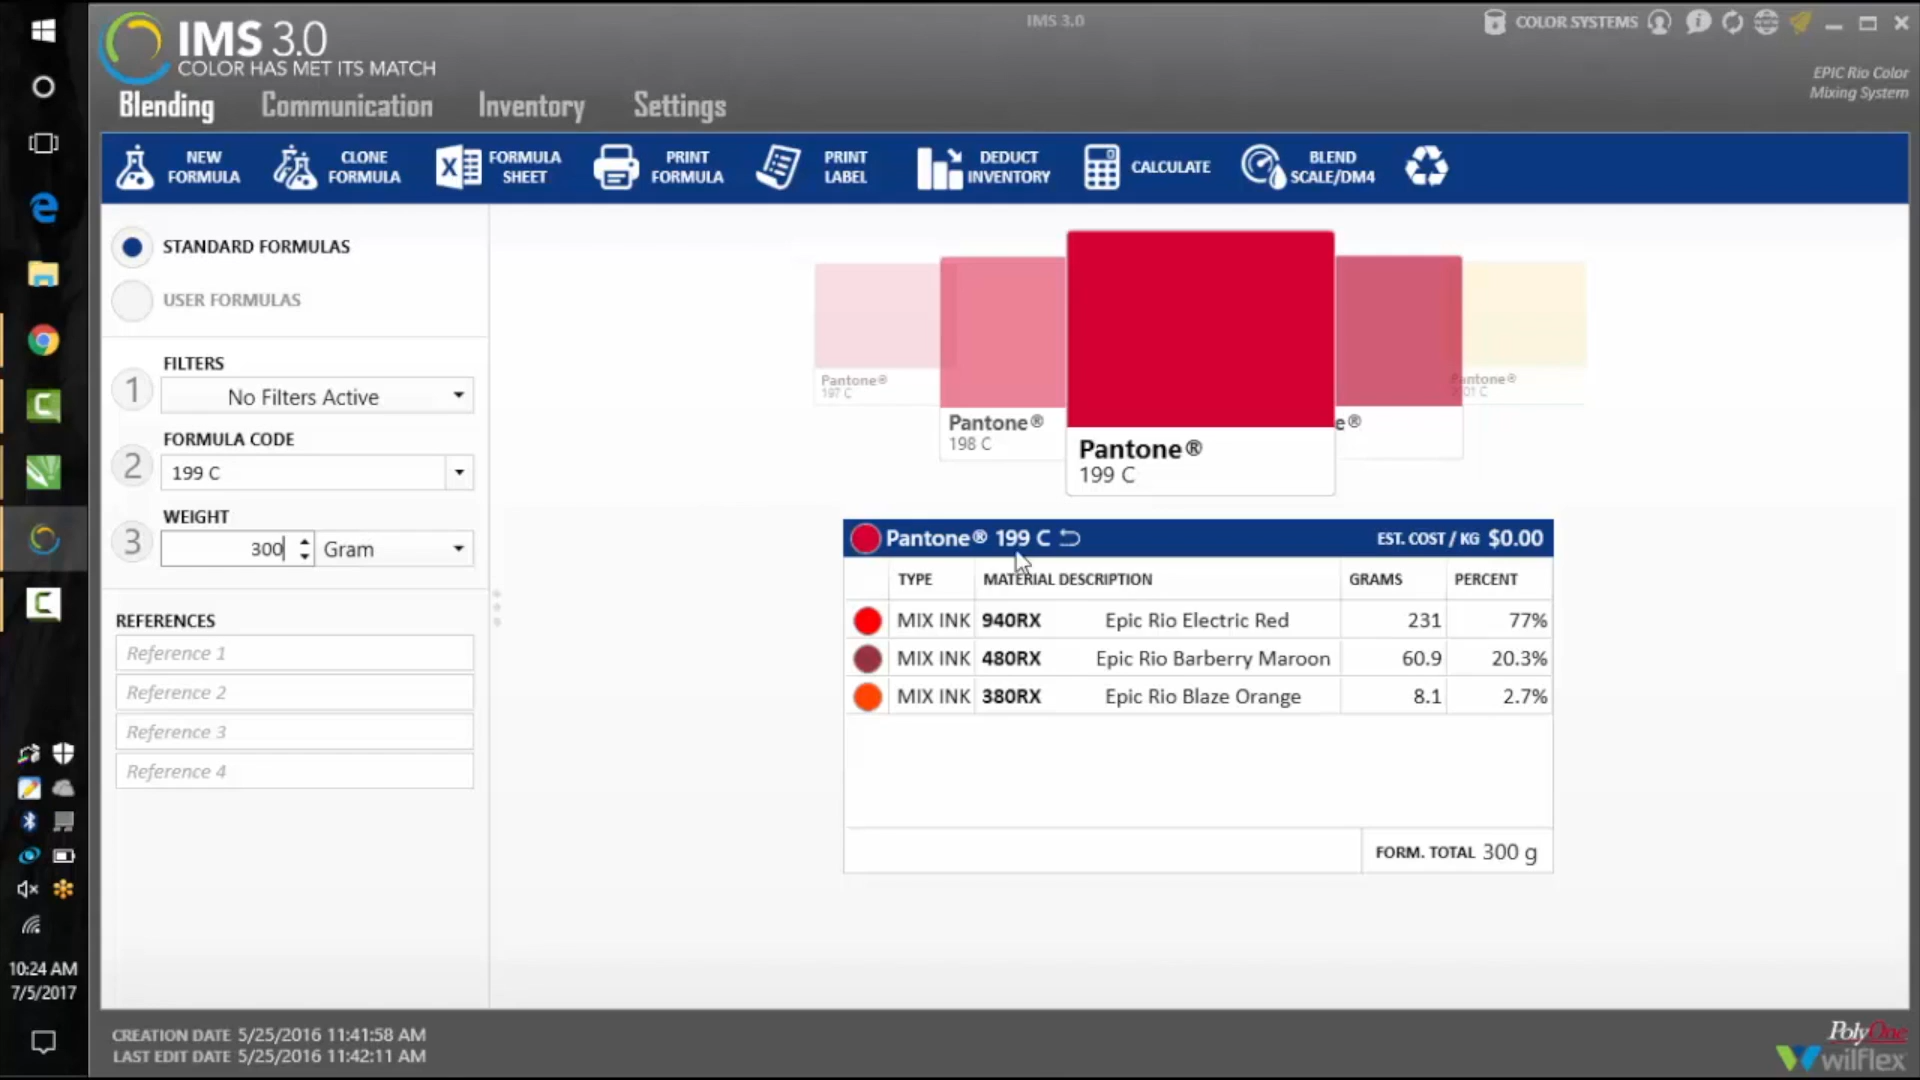 IMS 3.0
IMS 3.0
COLOR HAS MET ITS MATCH
COLOR SYSTEMS
EPIC Rio Color
Mixing System
Blending
Communication
Inventory
Settings
NEW
FORMULA
CLONE
FORMULA
FORMULA
SHEET
PRINT
FORMULA
PRINT
LABEL
DEDUCT
INVENTORY
CALCULATE
BLEND
SCALE/DM4
STANDARD FORMULAS
USER FORMULAS
FILTERS
1
No Filters Active
FORMULA CODE
2
199 C
WEIGHT
3
300
Gram
REFERENCES
Reference 1
Reference 2
Reference 3
Reference 4
Pantone®
197 C
Pantone®
198 C
Pantone®
199 C
e®
antone®
01 C
Pantone® 199 C
EST. COST / KG $0.00
TYPE MATERIAL DESCRIPTION GRAMS PERCENT
MIX INK 940RX Epic Rio Electric Red 231 77%
MIX INK 480RX Epic Rio Barberry Maroon 60.9 20.3%
MIX INK 380RX Epic Rio Blaze Orange 8.1 2.7%
FORM. TOTAL 300 g
10:24 AM
7/5/2017
CREATION DATE 5/25/2016 11:41:58 AM
LAST EDIT DATE 5/25/2016 11:42:11 AM
PolyOne
wilflex